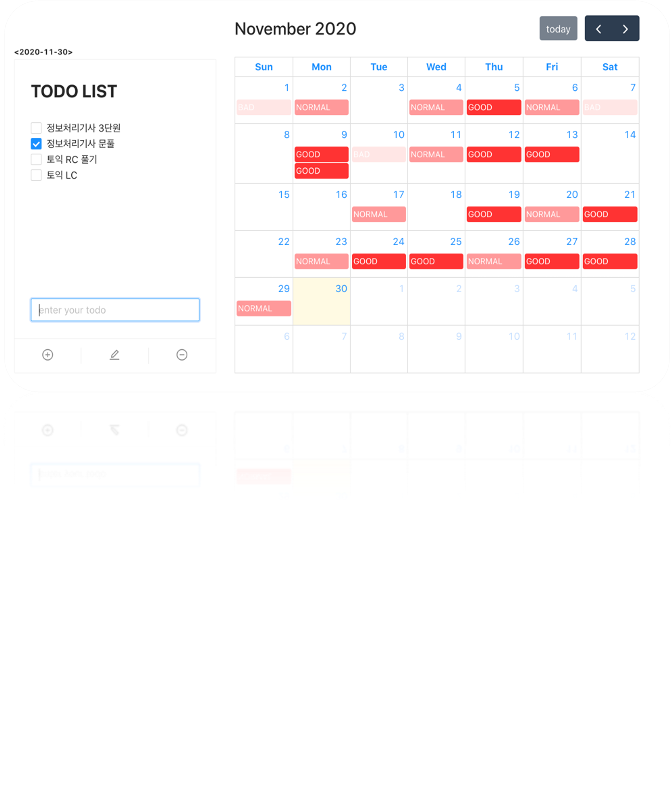 <2020-11-30>
TODO LIST
정보처리기사 3단원
정보처리기사 문풀
토익 RC 풀기
토익 LC
enter your todo
November 2020
today
Sun Mon Tue Wed Thu Fri Sat
1 2 3 4 5 6 7
BAD NORMAL NORMAL GOOD NORMAL BAD
8 9 10 11 12 13 14
GOOD BAD NORMAL GOOD GOOD
GOOD
15 16 17 18 19 20 21
NORMAL GOOD NORMAL GOOD
22 23 24 25 26 27 28
NORMAL GOOD GOOD NORMAL GOOD GOOD
29 30 1 2 3 4 5
NORMAL
6 7 8 9 10 11 12